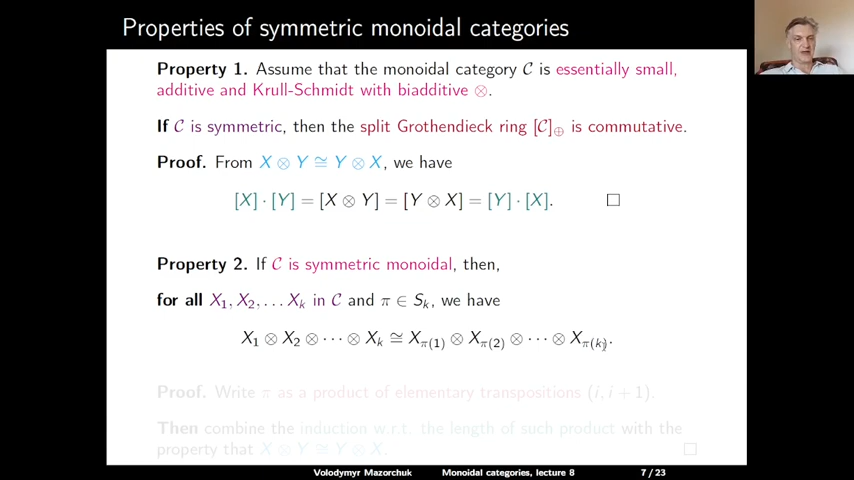 Properties of symmetric monoidal categories
Property 1. Assume that the monoidal category 𝒞 is essentially small,
additive and Krull-Schmidt with biadditive ⊗.
If 𝒞 is symmetric, then the split Grothendieck ring [𝒞]⊕ is commutative.
Proof. From X ⊗ Y ≅ Y ⊗ X, we have
[X] · [Y] = [X ⊗ Y] = [Y ⊗ X] = [Y] · [X]. □
Property 2. If 𝒞 is symmetric monoidal, then,
for all X₁, X₂, . . . Xₖ in 𝒞 and π ∈ Sₖ, we have
X₁ ⊗ X₂ ⊗ · · · ⊗ Xₖ ≅ X_π(1) ⊗ X_π(2) ⊗ · · · ⊗ X_π(k).
Proof. Write π as a product of elementary transpositions (i, i + 1).
Then combine the induction w.r.t. the length of such product with the
property that X ⊗ Y ≅ Y ⊗ X. □
Volodymyr Mazorchuk Monoidal categories, lecture 8 7 / 23